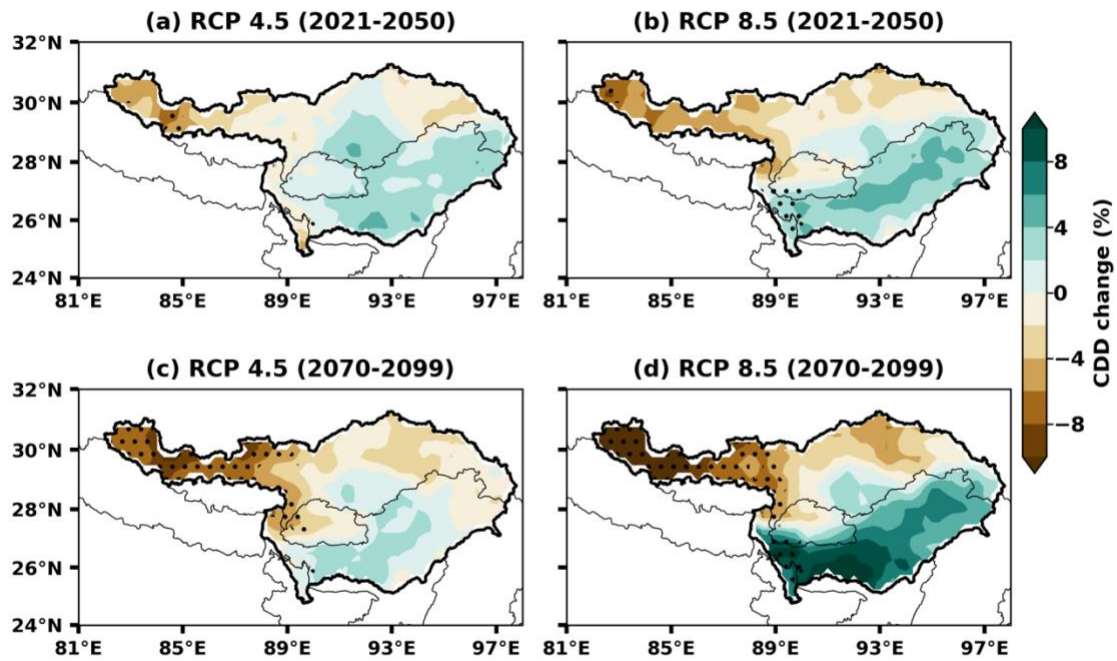 (a) RCP 4.5 (2021-2050)
(b) RCP 8.5 (2021-2050)
32°N
30°N
28°N
26°N
24°N
81°E 85°E 89°E 93°E 97°E
81°E 85°E 89°E 93°E 97°E
(c) RCP 4.5 (2070-2099)
(d) RCP 8.5 (2070-2099)
32°N
30°N
28°N
26°N
24°N
81°E 85°E 89°E 93°E 97°E
81°E 85°E 89°E 93°E 97°E
8
4
0
−4
−8
CDD change (%)